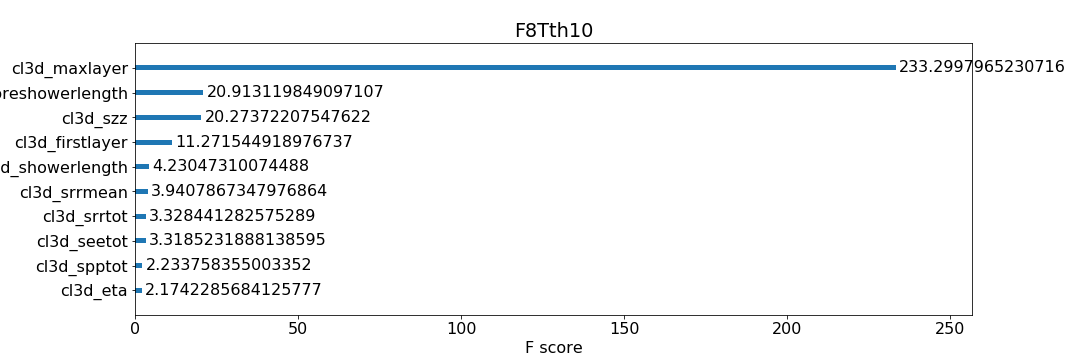 F8Tth10
cl3d_maxlayer 233.2997965230716
oreshowerlength 20.913119849097107
cl3d_szz 20.27372207547622
cl3d_firstlayer 11.271544918976737
d_showerlength 4.23047310074488
cl3d_srrmean 3.9407867347976864
cl3d_srrtot 3.328441282575289
cl3d_seetot 3.3185231888138595
cl3d_spptot 2.233758355003352
cl3d_eta 2.1742285684125777
0 50 100 150 200 250
F score